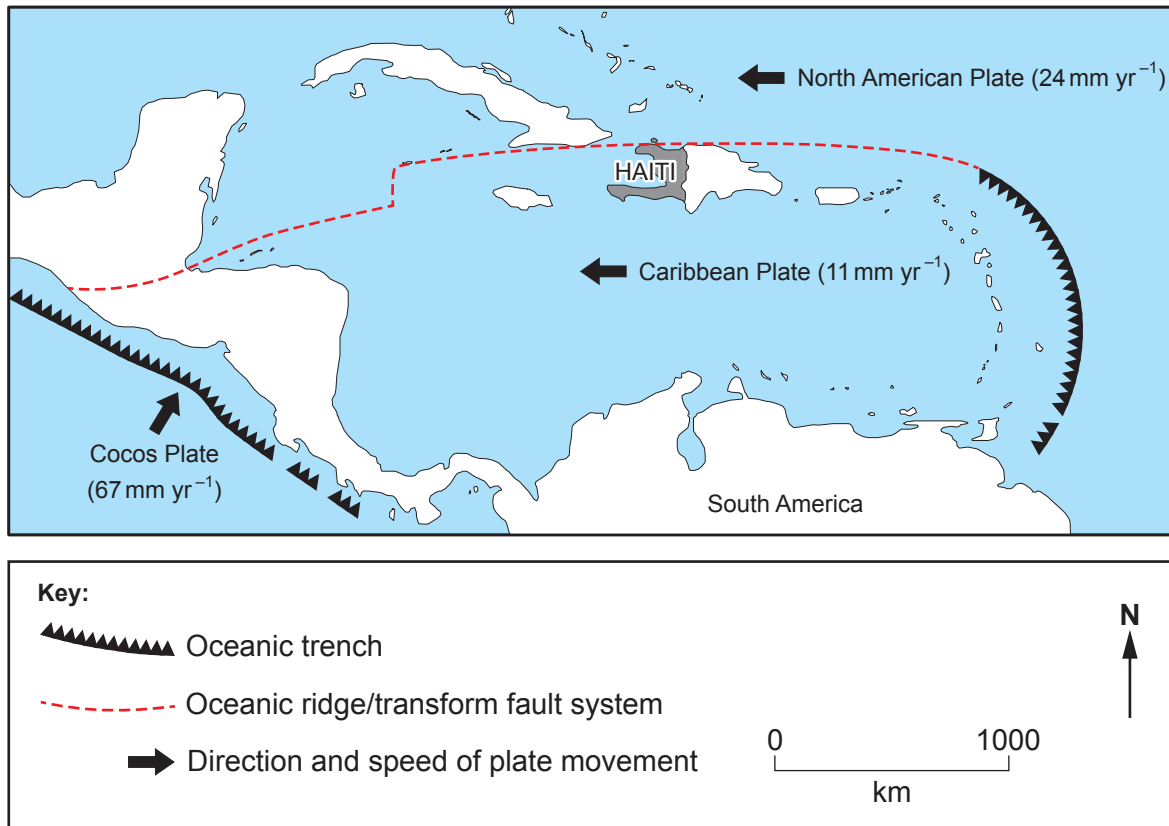 North American Plate (24 mm yr⁻¹)
HAITI
Caribbean Plate (11 mm yr⁻¹)
Cocos Plate
(67 mm yr⁻¹)
South America
Key:
Oceanic trench
Oceanic ridge/transform fault system
Direction and speed of plate movement
N
0 1000
km